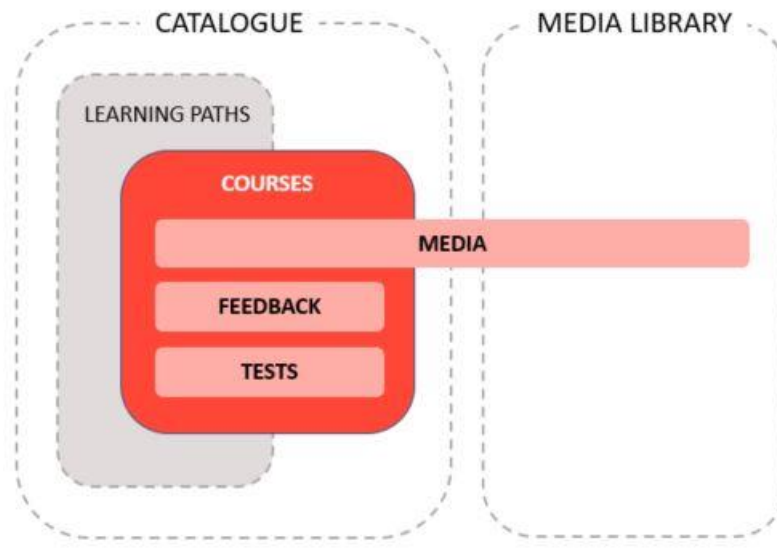 CATALOGUE
MEDIA LIBRARY
LEARNING PATHS
COURSES
MEDIA
FEEDBACK
TESTS